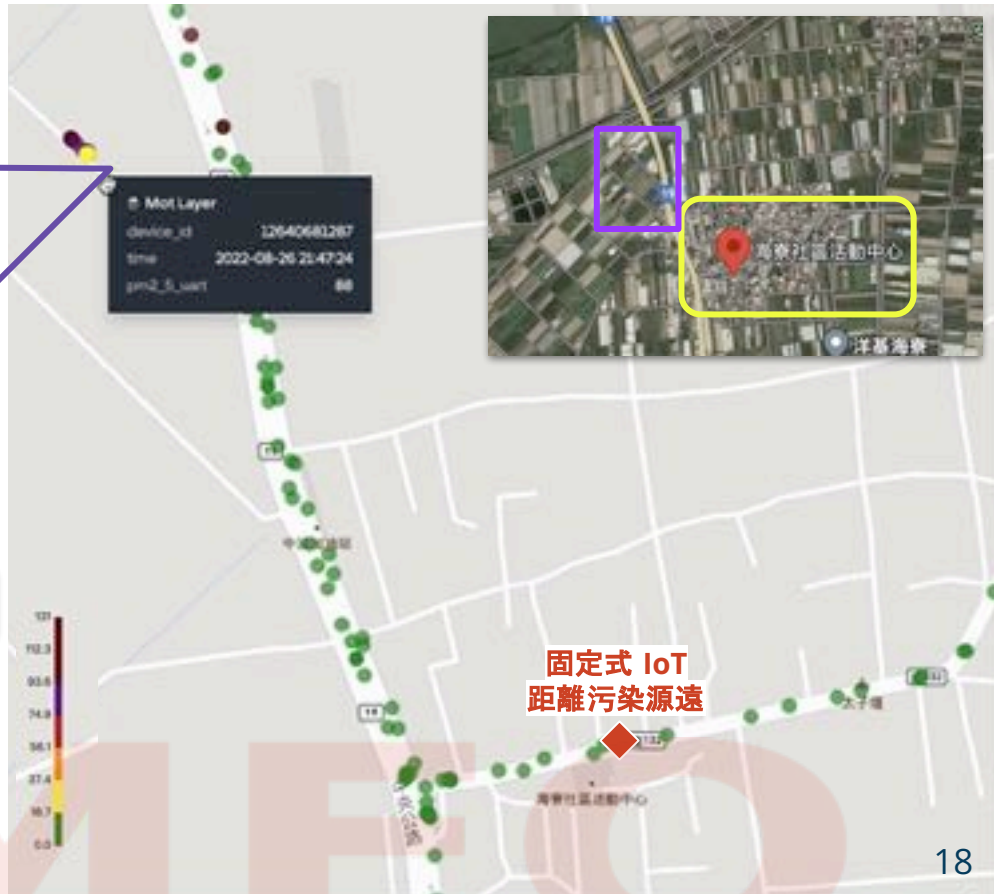 海寮社區活動中心
洋基海寮
Mot Layer
device_id 12640681287
time 2022-08-26 21:47:24
pm2_5_uart 88
固定式 IoT
距離污染源遠
海寮社區活動中心
131
112.3
93.6
74.9
56.1
37.4
18.7
0.0
18